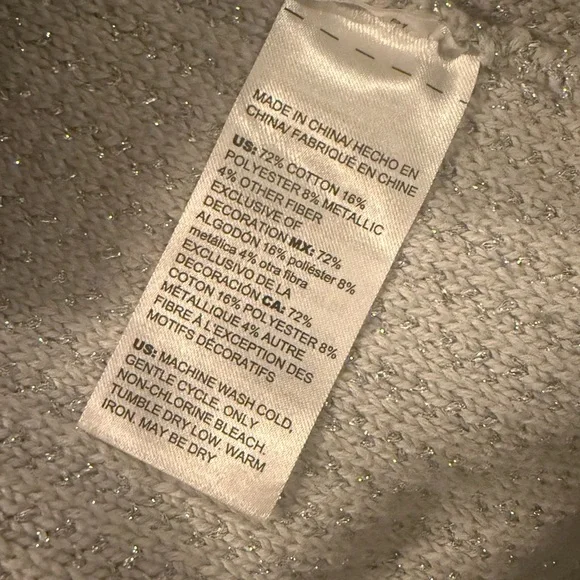 MADE IN CHINA/ HECHO EN
CHINA/ FABRIQUÉ EN CHINE
US: 72% COTTON 16%
POLYESTER 8% METALLIC
4% OTHER FIBER
EXCLUSIVE OF
DECORATION MX: 72%
ALGODÓN 16% poliéster 8%
metálica 4% otra fibra
EXCLUSIVO DE LA
DECORACIÓN CA: 72%
COTON 16% POLYESTER 8%
MÉTALLIQUE 4% AUTRE
FIBRE À L'EXCEPTION DES
MOTIFS DÉCORATIFS
US: MACHINE WASH COLD,
GENTLE CYCLE. ONLY
NON-CHLORINE BLEACH.
TUMBLE DRY LOW. WARM
IRON. MAY BE DRY